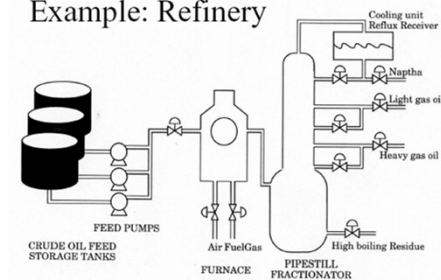 Example: Refinery
Cooling unit
Reflux Receiver
Naptha
Light gas oi
Heavy gas oil
FEED PUMPS
CRUDE OIL FEED
STORAGE TANKS
Air FuelGas
FURNACE
High boiling Residue
PIPESTILL
FRACTIONATOR